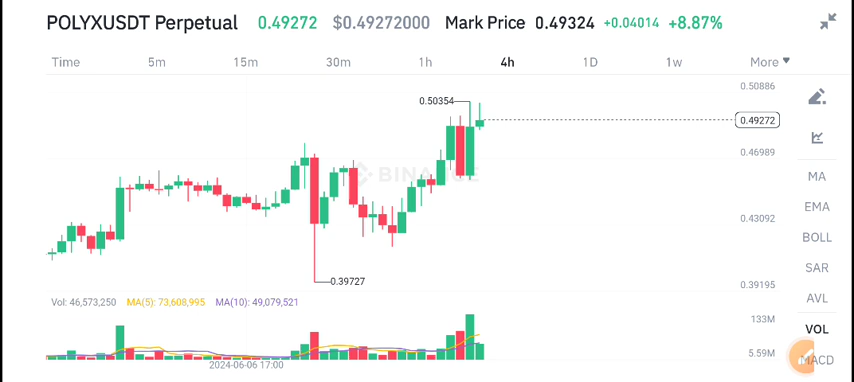 POLYXUSDT Perpetual 0.49272 $0.49272000 Mark Price 0.49324 +0.04014 +8.87%
Time 5m 15m 30m 1h 4h 1D 1w More
0.50886
0.50354
0.49272
0.46989
BINANCE
MA
EMA
0.43092
BOLL
SAR
0.39727
0.39195
AVL
Vol: 46,573,250 MA(5): 73,608,995 MA(10): 49,079,521
133M
VOL
5.59M
MACD
2024-06-06 17:00